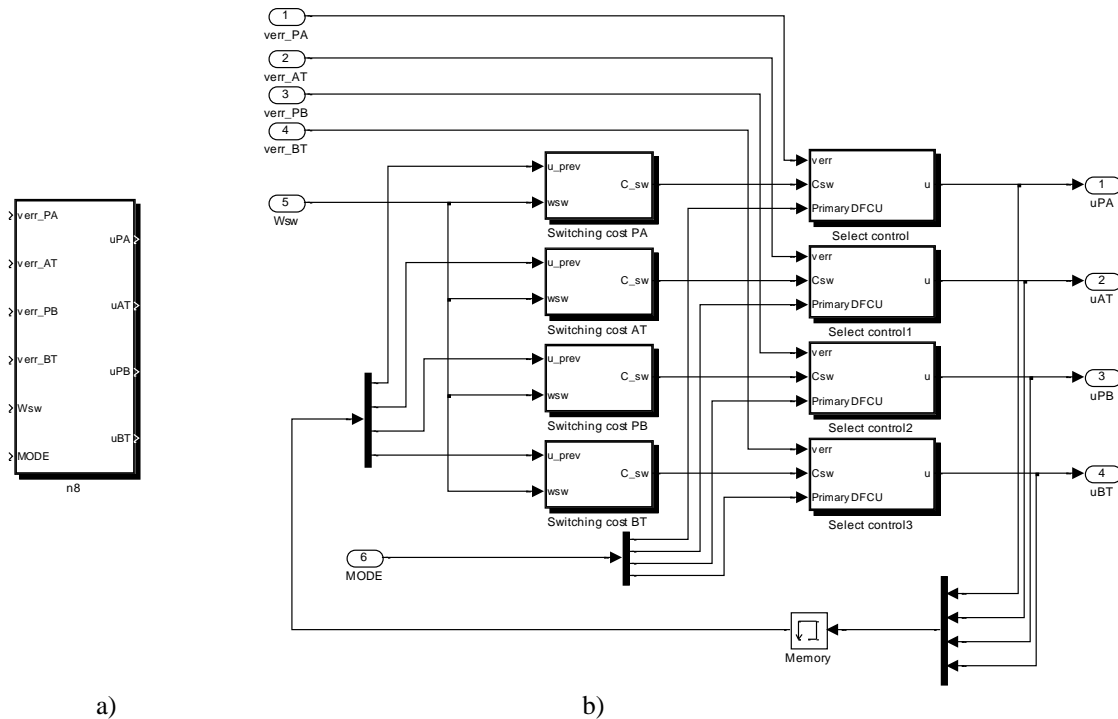 verr_PA
verr_AT
verr_PB
verr_BT
Wsw
MODE
uPA
uAT
uPB
uBT
n8
a)
1
verr_PA
2
verr_AT
3
verr_PB
4
verr_BT
5
Wsw
u_prev
wsw
C_sw
Switching cost PA
u_prev
wsw
C_sw
Switching cost AT
u_prev
wsw
C_sw
Switching cost PB
u_prev
wsw
C_sw
Switching cost BT
verr
Csw
Primary DFCU
u
Select control
verr
Csw
Primary DFCU
u
Select control1
verr
Csw
Primary DFCU
u
Select control2
verr
Csw
Primary DFCU
u
Select control3
1
uPA
2
uAT
3
uPB
4
uBT
6
MODE
Memory
b)